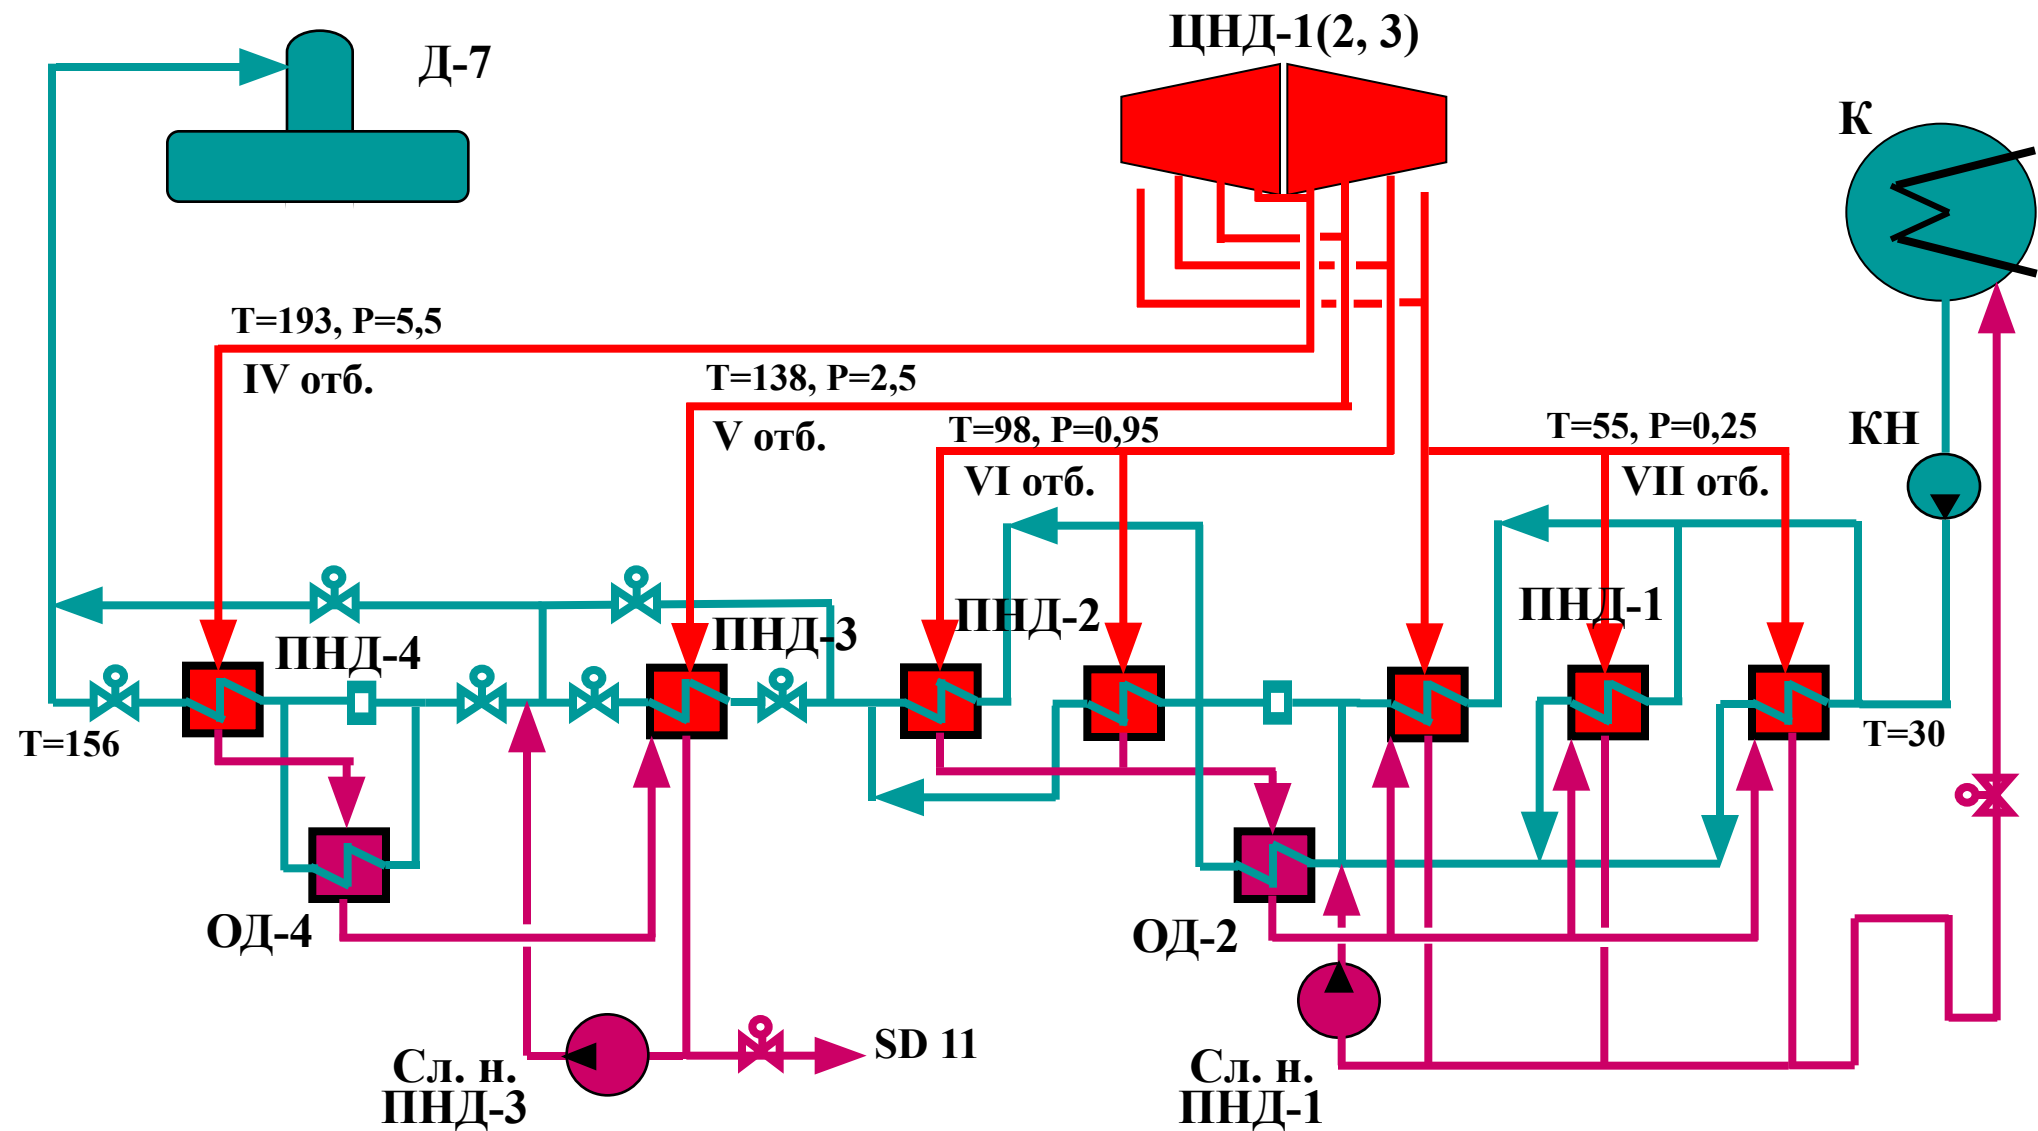 ЦНД-1(2, 3)
Д-7
К
T=193, P=5,5
IV отб.
T=138, P=2,5
V отб.
T=98, P=0,95
VI отб.
T=55, P=0,25
VII отб.
КН
ПНД-4
ПНД-3
ПНД-2
ПНД-1
T=156
T=30
ОД-4
ОД-2
SD 11
Сл. н.
ПНД-3
Сл. н.
ПНД-1